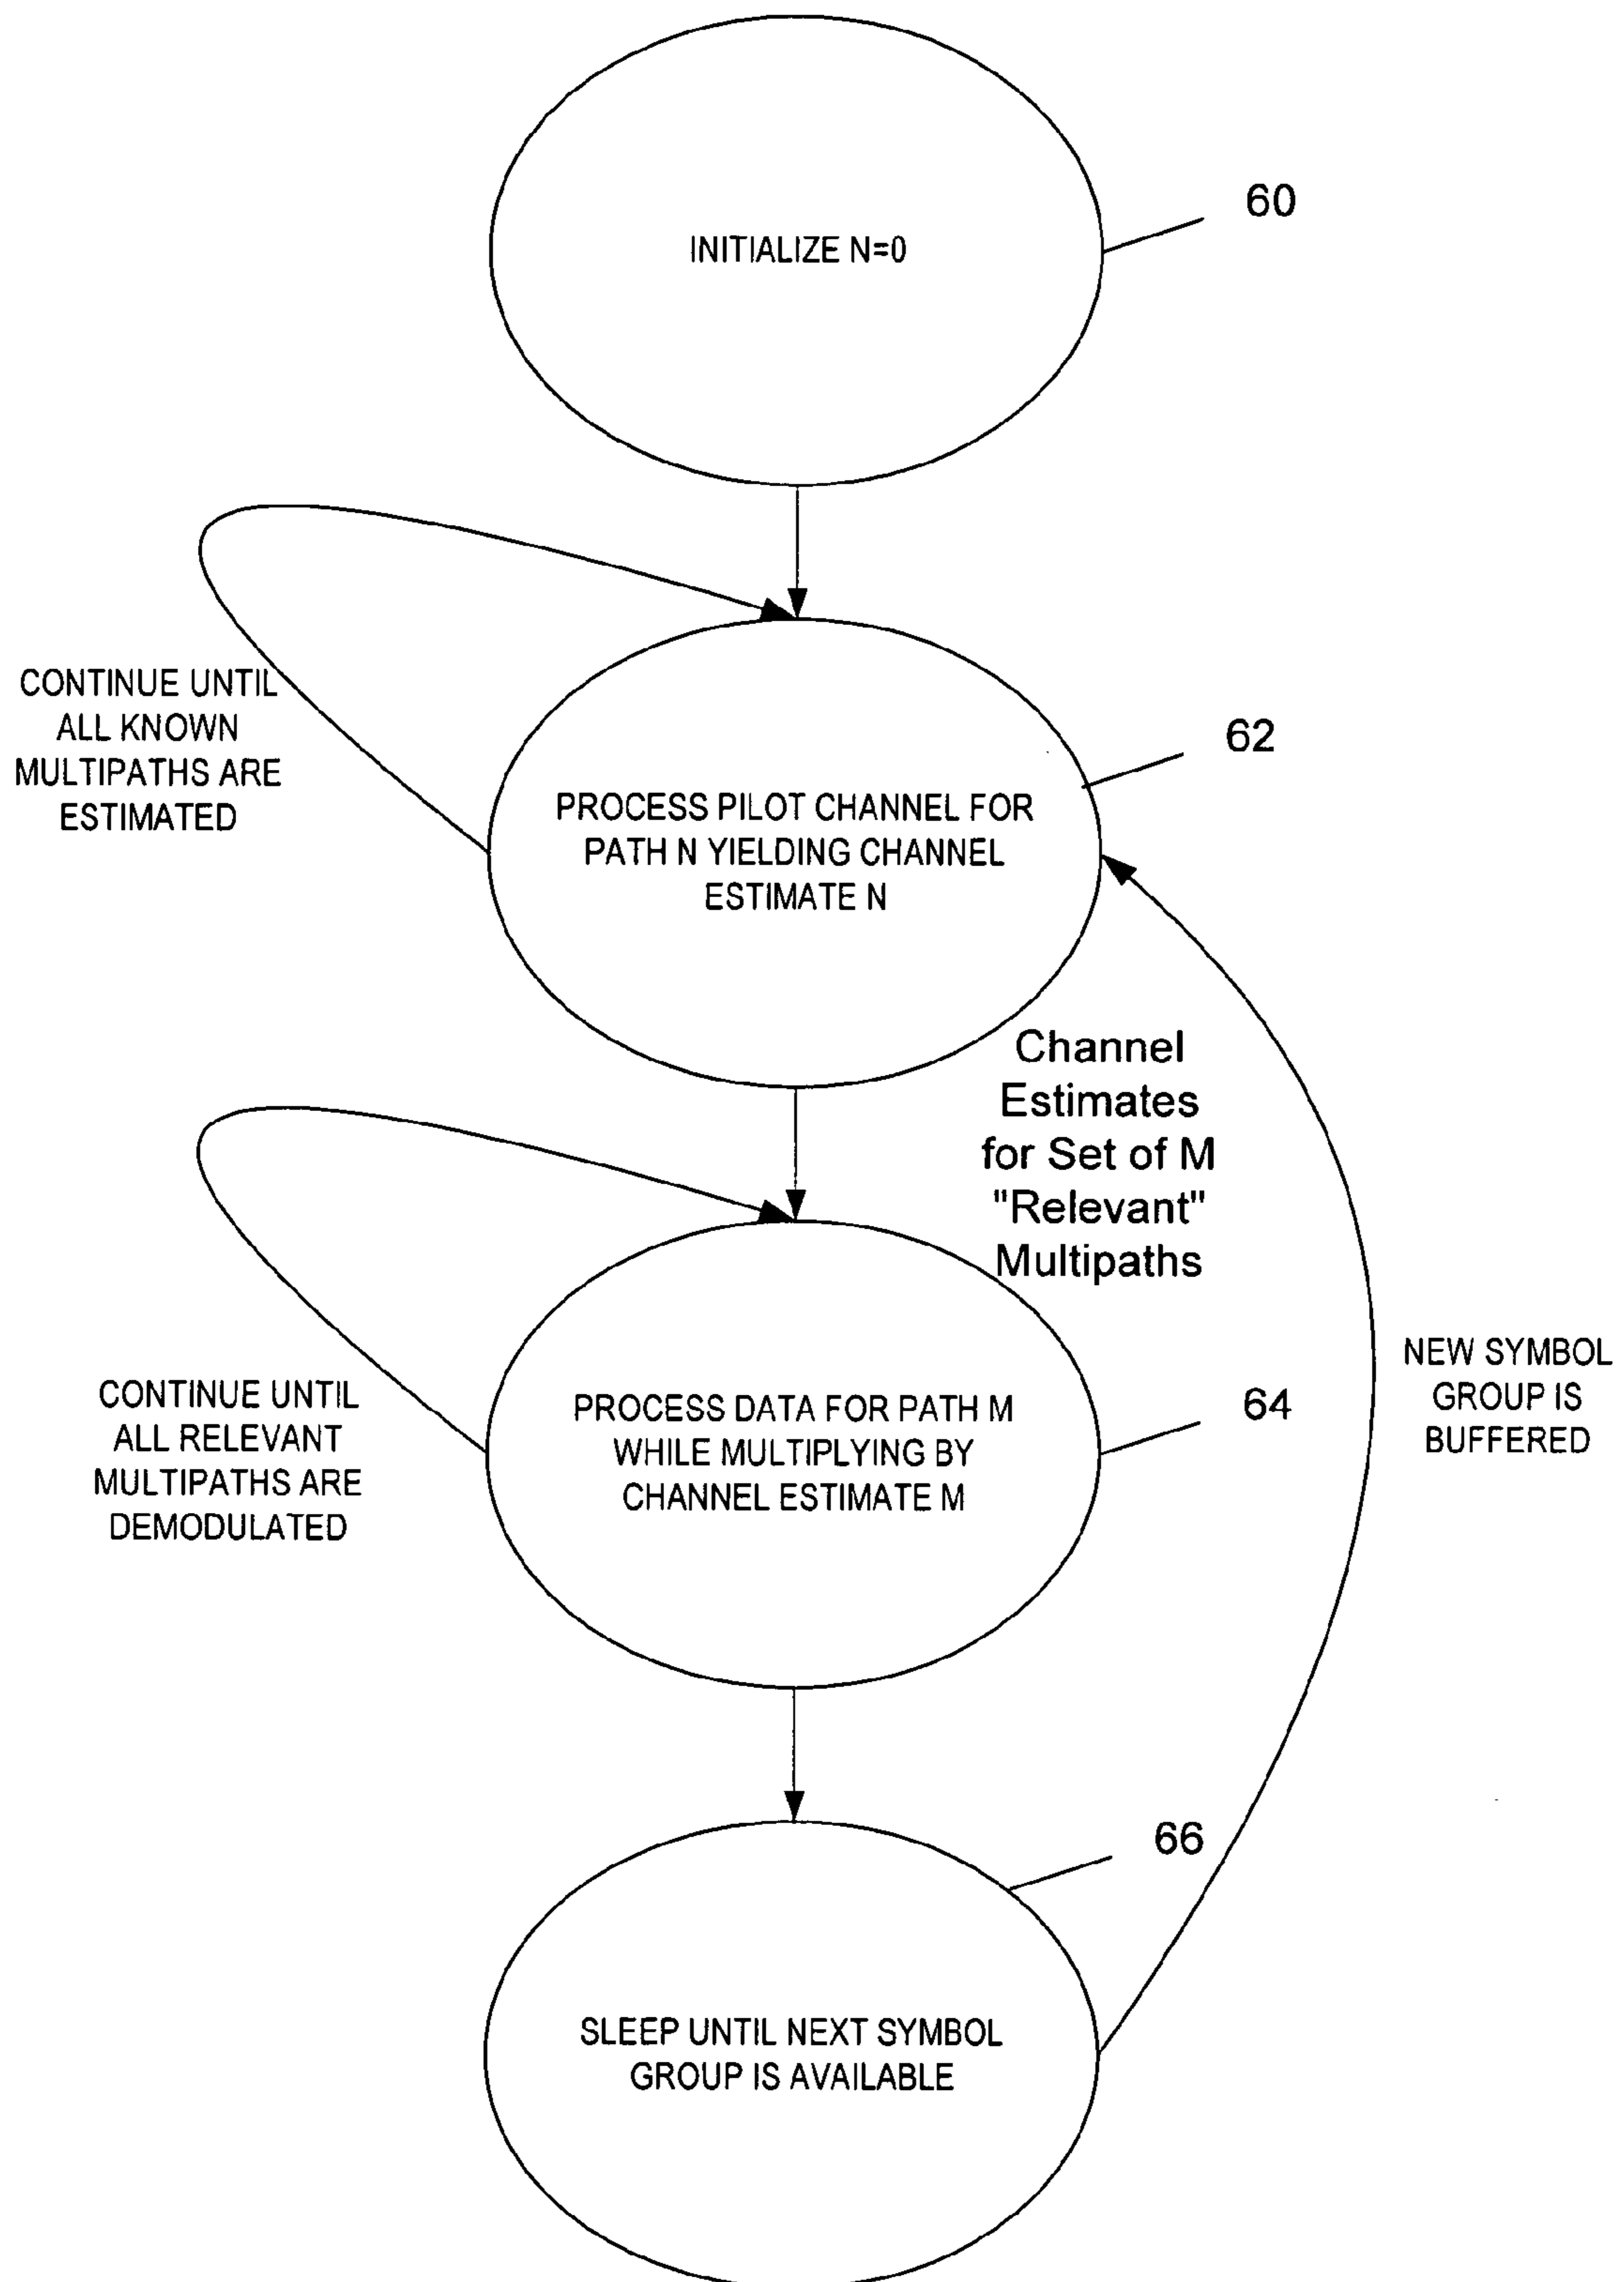 INITIALIZE N=0
60
CONTINUE UNTIL
ALL KNOWN
MULTIPATHS ARE
ESTIMATED
62
PROCESS PILOT CHANNEL FOR
PATH N YIELDING CHANNEL
ESTIMATE N
Channel
Estimates
for Set of M
"Relevant"
Multipaths
NEW SYMBOL
GROUP IS
BUFFERED
CONTINUE UNTIL
ALL RELEVANT
MULTIPATHS ARE
DEMODULATED
PROCESS DATA FOR PATH M
WHILE MULTIPLYING BY
CHANNEL ESTIMATE M
64
66
SLEEP UNTIL NEXT SYMBOL
GROUP IS AVAILABLE